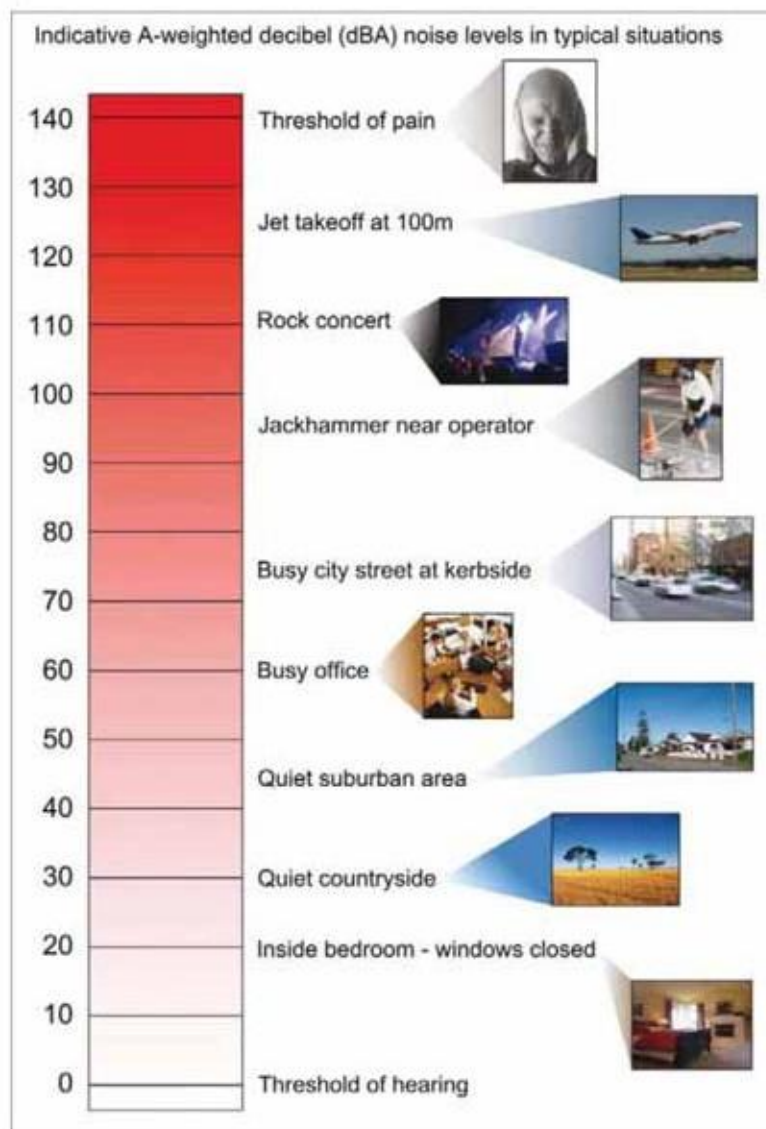 Indicative A-weighted decibel (dBA) noise levels in typical situations
140 Threshold of pain
130
Jet takeoff at 100m
120
110 Rock concert
100
Jackhammer near operator
90
80
Busy city street at kerbside
70
60 Busy office
50
Quiet suburban area
40
30 Quiet countryside
20 Inside bedroom - windows closed
10
0 Threshold of hearing